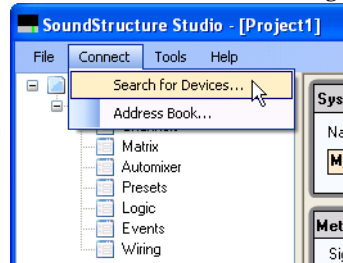 SoundStructure Studio - [Project1]
File Connect Tools Help
Search for Devices...
Address Book...
Matrix
Automixer
Presets
Logic
Events
Wiring
Sys
Na
M
Met
Si